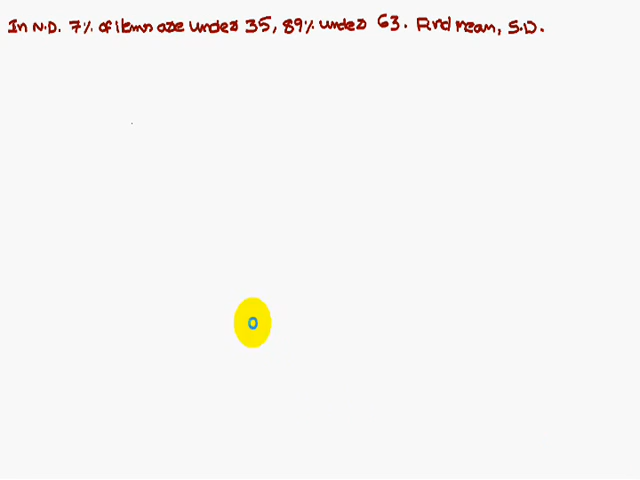 In N.D. 7% of items are under 35, 89% under 63. Find mean, S.D.